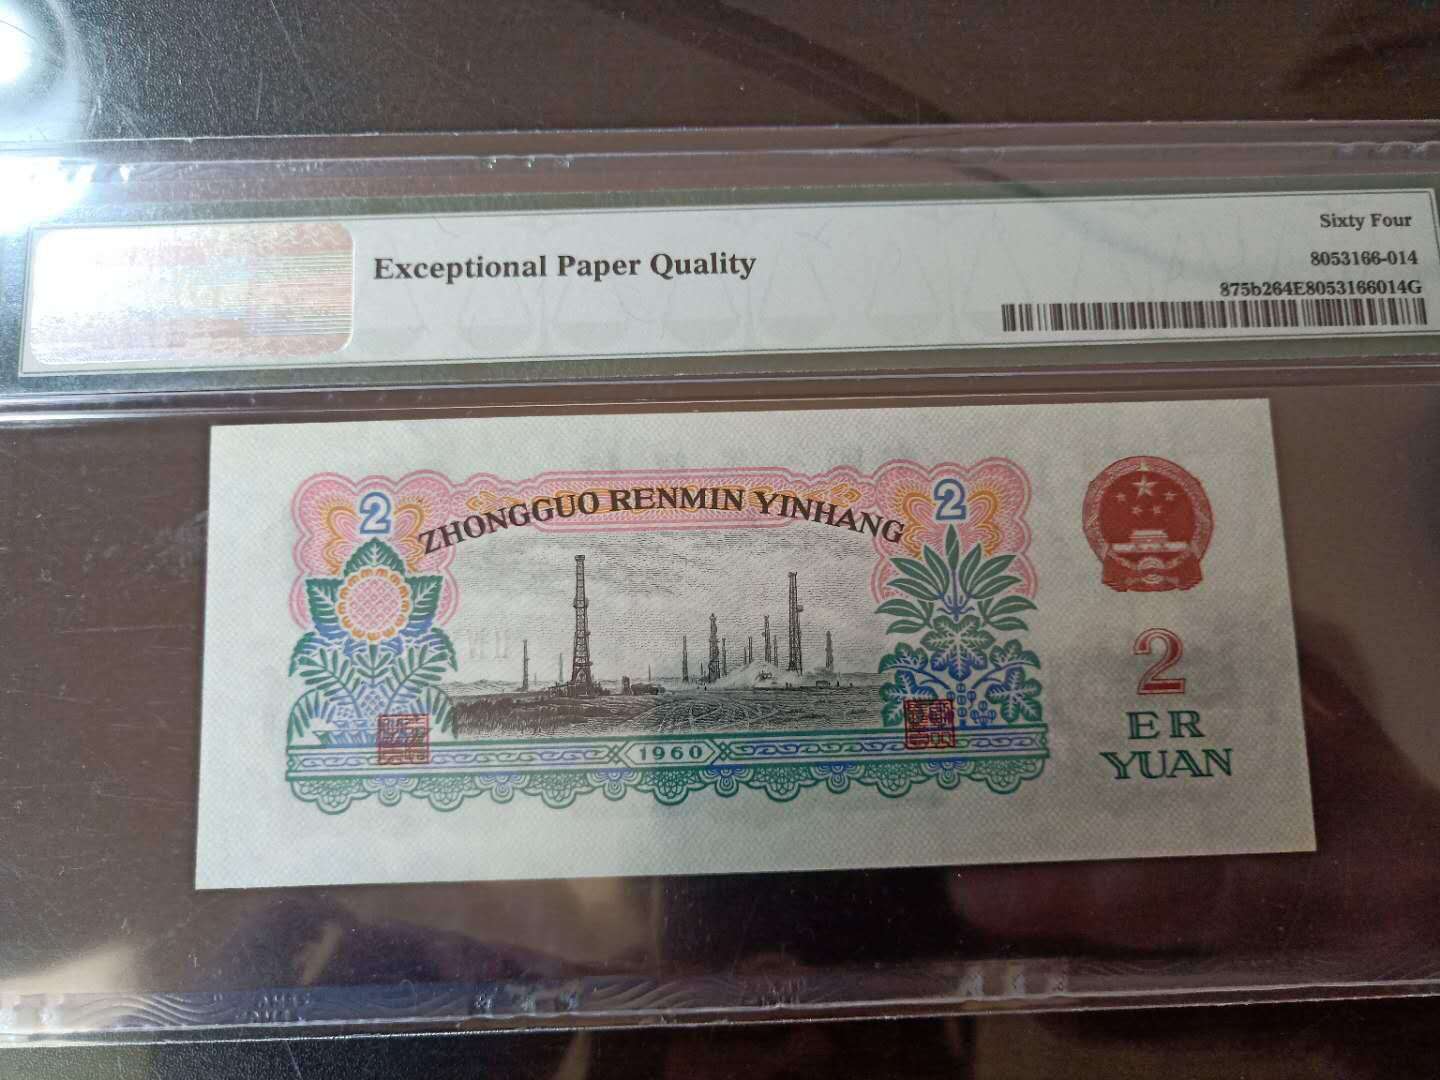 Exceptional Paper Quality
Sixty Four
8053166-014
875b264E8053166014G
2
2
ZHONGGUO RENMIN YINHANG
1960
2
ER
YUAN